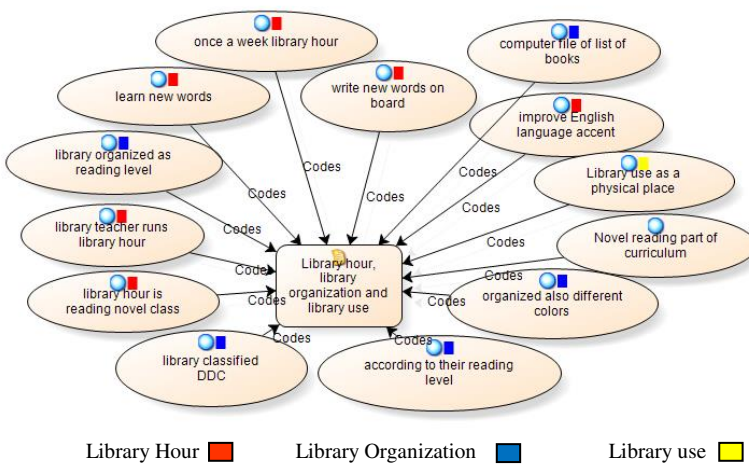 once a week library hour
computer file of list of
books
learn new words
write new words on
board
improve English
language accent
library organized as
reading level
Library use as a
physical place
library teacher runs
library hour
Novel reading part of
curriculum
library hour is
reading novel class
organized also different
colors
library classified
DDC
according to their reading
level
Library hour,
library
organization and
library use
Codes
Codes
Codes
Codes
Codes
Codes
Codes
Codes
Codes
Codes
Codes
Codes
Library Hour
Library Organization
Library use